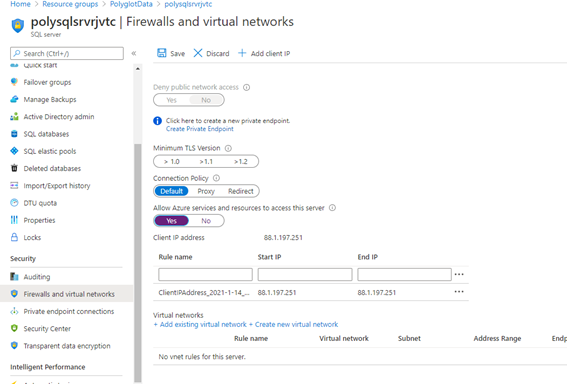 Home > Resource groups > PolyglotData > polysqlsrvrjvtc
polysqlsrvrjvtc | Firewalls and virtual networks
SQL server
Search (Ctrl+/)
Save
Discard
Add client IP
Quick start
Failover groups
Manage Backups
Active Directory admin
SQL databases
SQL elastic pools
Deleted databases
Import/Export history
DTU quota
Properties
Locks
Security
Auditing
Firewalls and virtual networks
Private endpoint connections
Security Center
Transparent data encryption
Intelligent Performance
Deny public network access
Yes No
Click here to create a new private endpoint.
Create Private Endpoint
Minimum TLS Version
> 1.0 >1.1 >1.2
Connection Policy
Default Proxy Redirect
Allow Azure services and resources to access this server
Yes No
Client IP address 88.1.197.251
Rule name Start IP End IP
ClientIPAddress_2021-1-14_... 88.1.197.251 88.1.197.251
Virtual networks
+ Add existing virtual network + Create new virtual network
Rule name Virtual network Subnet Address Range Endp
No vnet rules for this server.